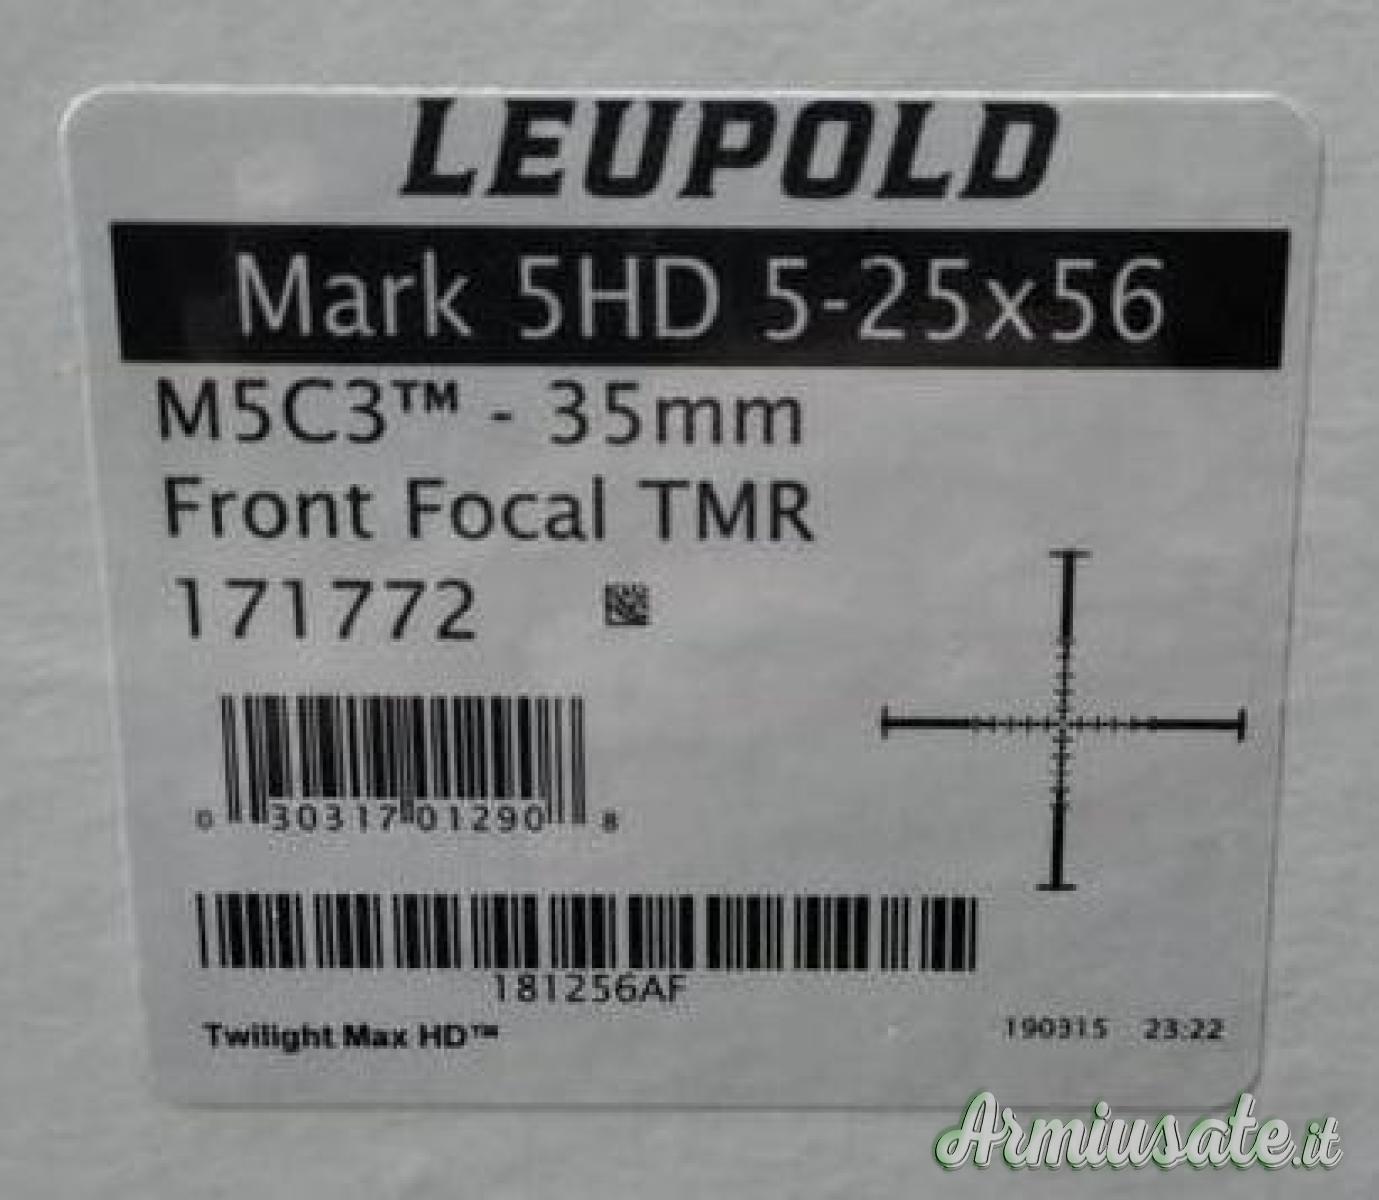 LEUPOLD
Mark 5HD 5-25x56
M5C3™ - 35mm
Front Focal TMR
171772
0 30317 01290 8
181256AF
Twilight Max HD™
190315 23:22
Armiusate.it